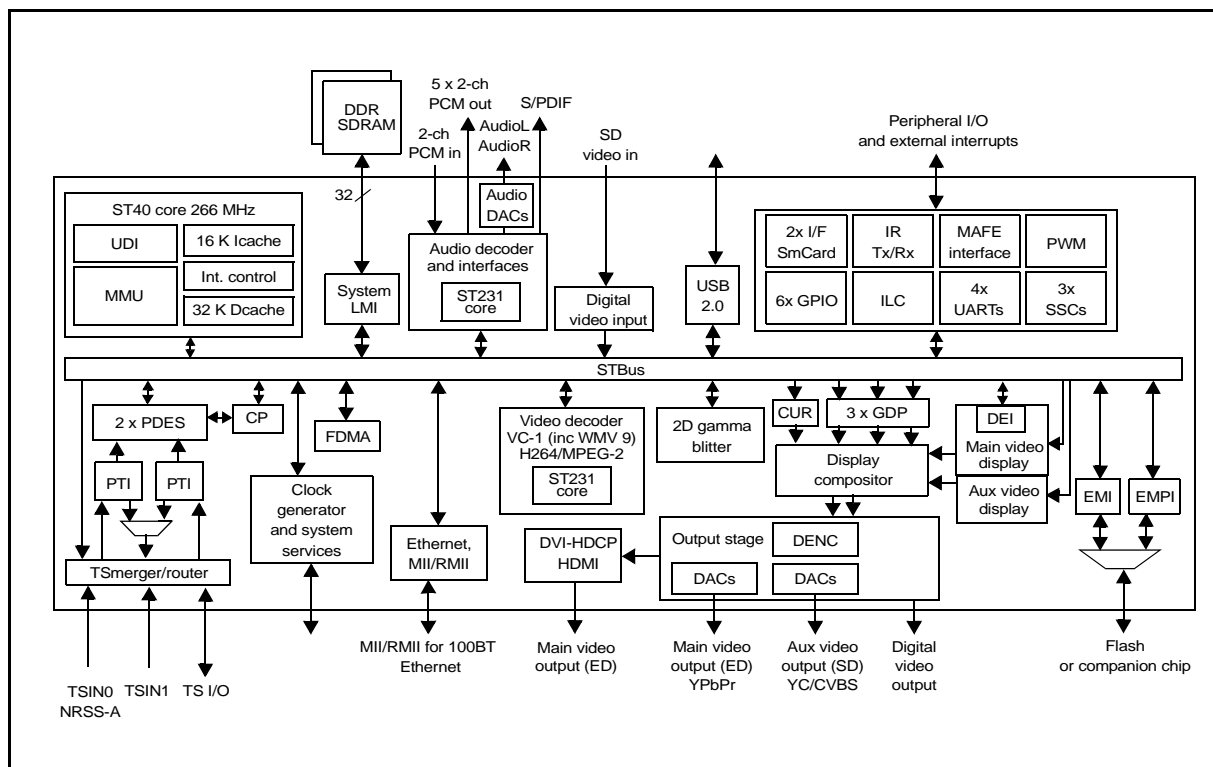 DDR
SDRAM
5 x 2-ch
PCM out
2-ch
PCM in
S/PDIF
AudioL
AudioR
SD
video in
Peripheral I/O
and external interrupts
32
ST40 core 266 MHz
UDI
MMU
16 K Icache
Int. control
32 K Dcache
System
LMI
Audio
DACs
Audio decoder
and interfaces
ST231
core
Digital
video input
USB
2.0
2x I/F
SmCard
IR
Tx/Rx
MAFE
interface
PWM
6x GPIO
ILC
4x
UARTs
3x
SSCs
STBus
2 x PDES
CP
FDMA
Video decoder
VC-1 (inc WMV 9)
H264/MPEG-2
ST231
core
2D gamma
blitter
CUR
3 x GDP
DEI
Main video
display
Display
compositor
Aux video
display
EMI
EMPI
PTI
PTI
Clock
generator
and system
services
Ethernet,
MII/RMII
DVI-HDCP
HDMI
Output stage
DENC
DACs
DACs
TSmerger/router
TSIN0
NRSS-A
TSIN1
TS I/O
MII/RMII for 100BT
Ethernet
Main video
output (ED)
Main video
output (ED)
YPbPr
Aux video
output (SD)
YC/CVBS
Digital
video
output
Flash
or companion chip